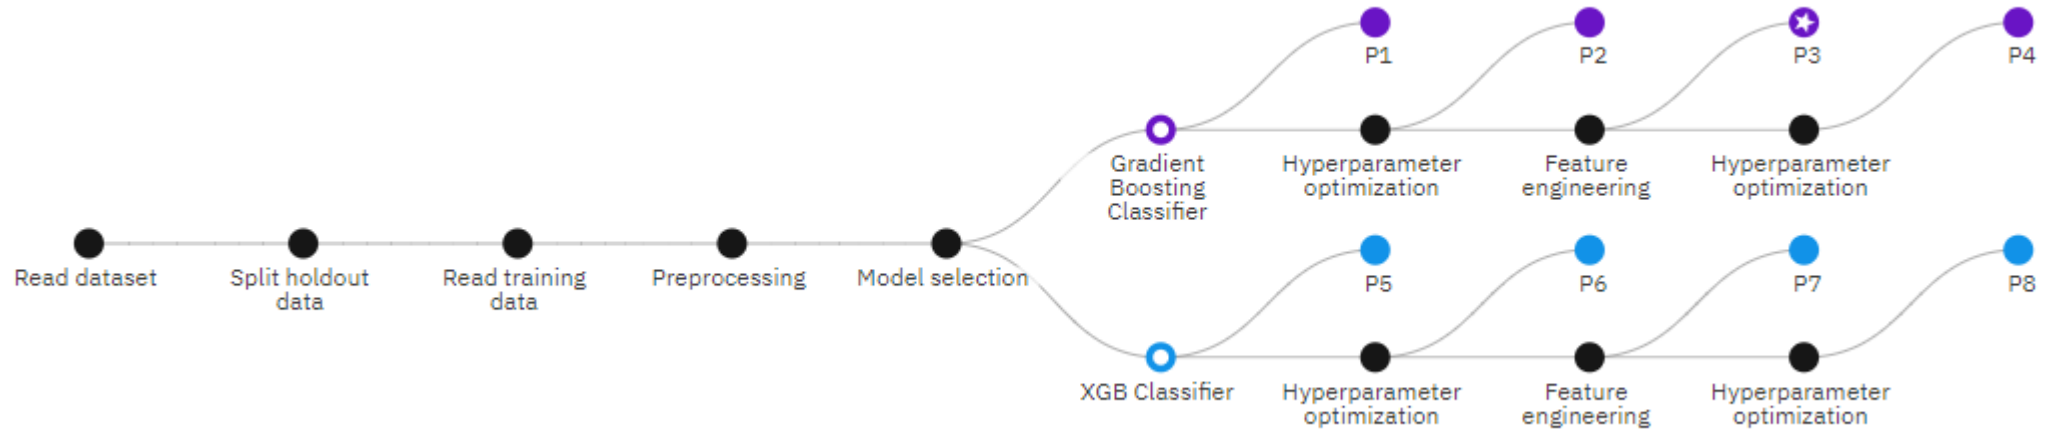 P1
P2
P3
P4
Gradient
Boosting
Classifier
Hyperparameter
optimization
Feature
engineering
Hyperparameter
optimization
Read dataset
Split holdout
data
Read training
data
Preprocessing
Model selection
P5
P6
P7
P8
XGB Classifier
Hyperparameter
optimization
Feature
engineering
Hyperparameter
optimization